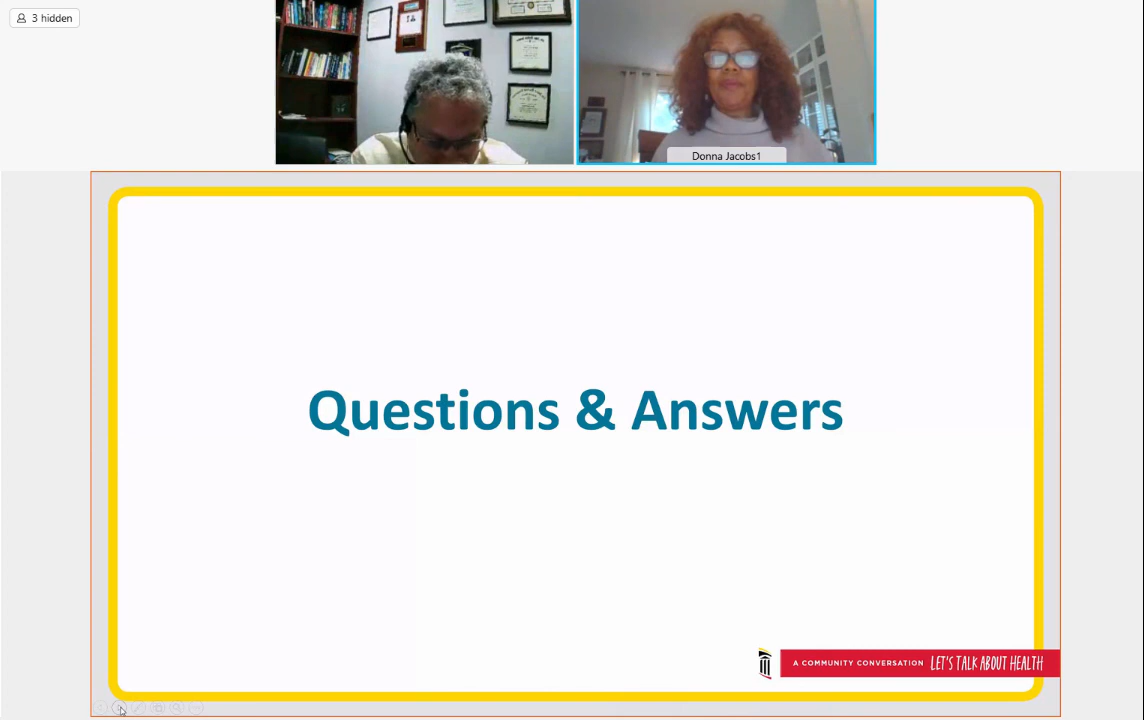 3 hidden
Donna Jacobs1
Questions & Answers
A COMMUNITY CONVERSATION LET'S TALK ABOUT HEALTH